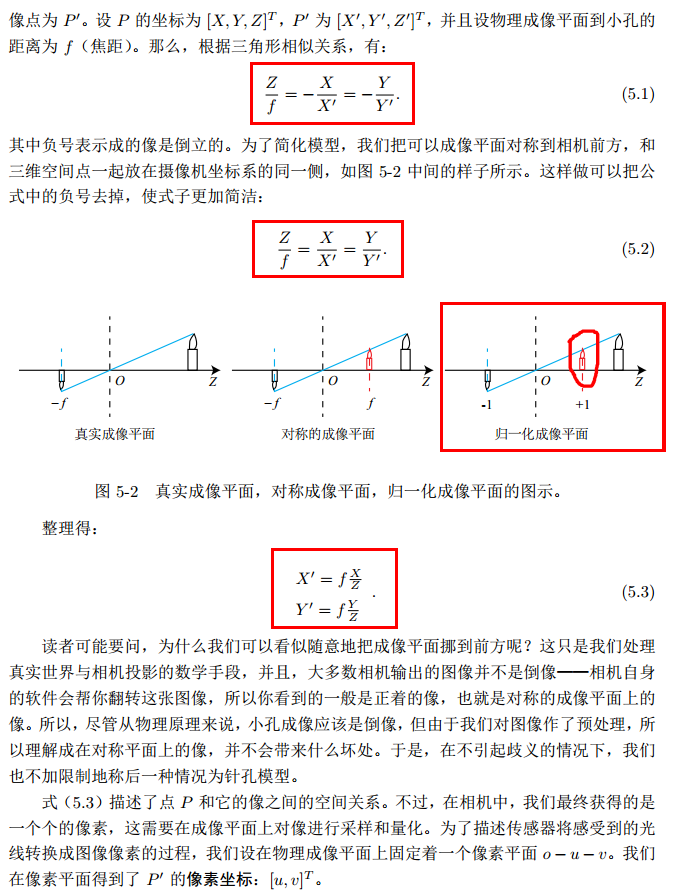 像点为 P′。设 P 的坐标为 [X, Y, Z]^T，P′ 为 [X′, Y′, Z′]^T，并且设物理成像平面到小孔的
距离为 f（焦距）。那么，根据三角形相似关系，有：
Z/f = −X/X′ = −Y/Y′. (5.1)
其中负号表示成的像是倒立的。为了简化模型，我们把可以成像平面对称到相机前方，和
三维空间点一起放在摄像机坐标系的同一侧，如图 5-2 中间的样子所示。这样做可以把公
式中的负号去掉，使式子更加简洁：
Z/f = X/X′ = Y/Y′. (5.2)
O Z O Z O Z
−f −f f -1 +1
真实成像平面 对称的成像平面 归一化成像平面
图 5-2 真实成像平面，对称成像平面，归一化成像平面的图示。
整理得：
X′ = f X/Z
Y′ = f Y/Z . (5.3)
读者可能要问，为什么我们可以看似随意地把成像平面挪到前方呢？这只是我们处理
真实世界与相机投影的数学手段，并且，大多数相机输出的图像并不是倒像——相机自身
的软件会帮你翻转这张图像，所以你看到的一般是正着的像，也就是对称的成像平面上的
像。所以，尽管从物理原理来说，小孔成像应该是倒像，但由于我们对图像作了预处理，所
以理解成在对称平面上的像，并不会带来什么坏处。于是，在不引起歧义的情况下，我们
也不加限制地称后一种情况为针孔模型。
式（5.3）描述了点 P 和它的像之间的空间关系。不过，在相机中，我们最终获得的是
一个个的像素，这需要在成像平面上对像进行采样和量化。为了描述传感器将感受到的光
线转换成图像像素的过程，我们设在物理成像平面上固定着一个像素平面 o − u − v。我们
在像素平面得到了 P′ 的像素坐标：[u, v]^T。